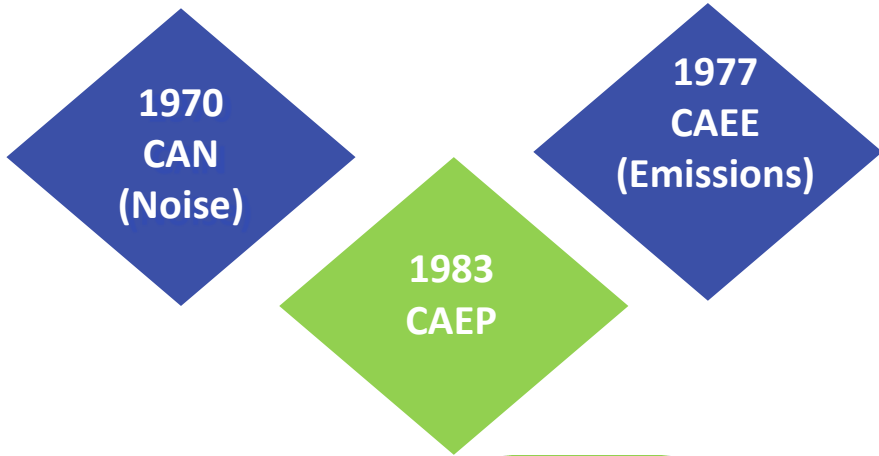 1970
CAN
(Noise)
1977
CAEE
(Emissions)
1983
CAEP